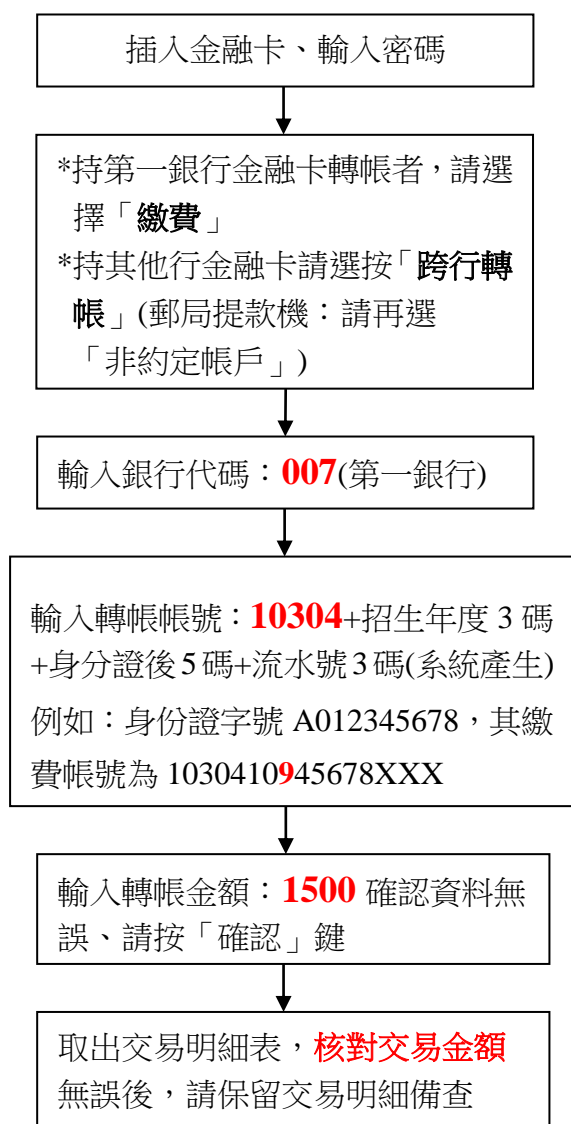 插入金融卡、輸入密碼
*持第一銀行金融卡轉帳者，請選
擇「繳費」
*持其他行金融卡請選按「跨行轉
帳」(郵局提款機：請再選
「非約定帳戶」)
輸入銀行代碼：007(第一銀行)
輸入轉帳帳號：10304+招生年度 3 碼
+身分證後 5 碼+流水號 3 碼(系統產生)
例如：身份證字號 A012345678，其繳
費帳號為 1030410945678XXX
輸入轉帳金額：1500 確認資料無
誤、請按「確認」鍵
取出交易明細表，核對交易金額
無誤後，請保留交易明細備查